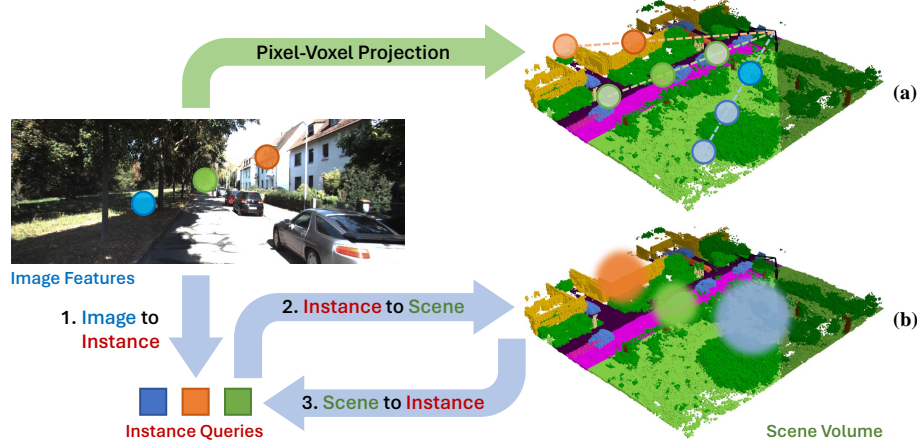 Pixel-Voxel Projection
(a)
Image Features
1. Image to
Instance
2. Instance to Scene
(b)
3. Scene to Instance
Instance Queries
Scene Volume